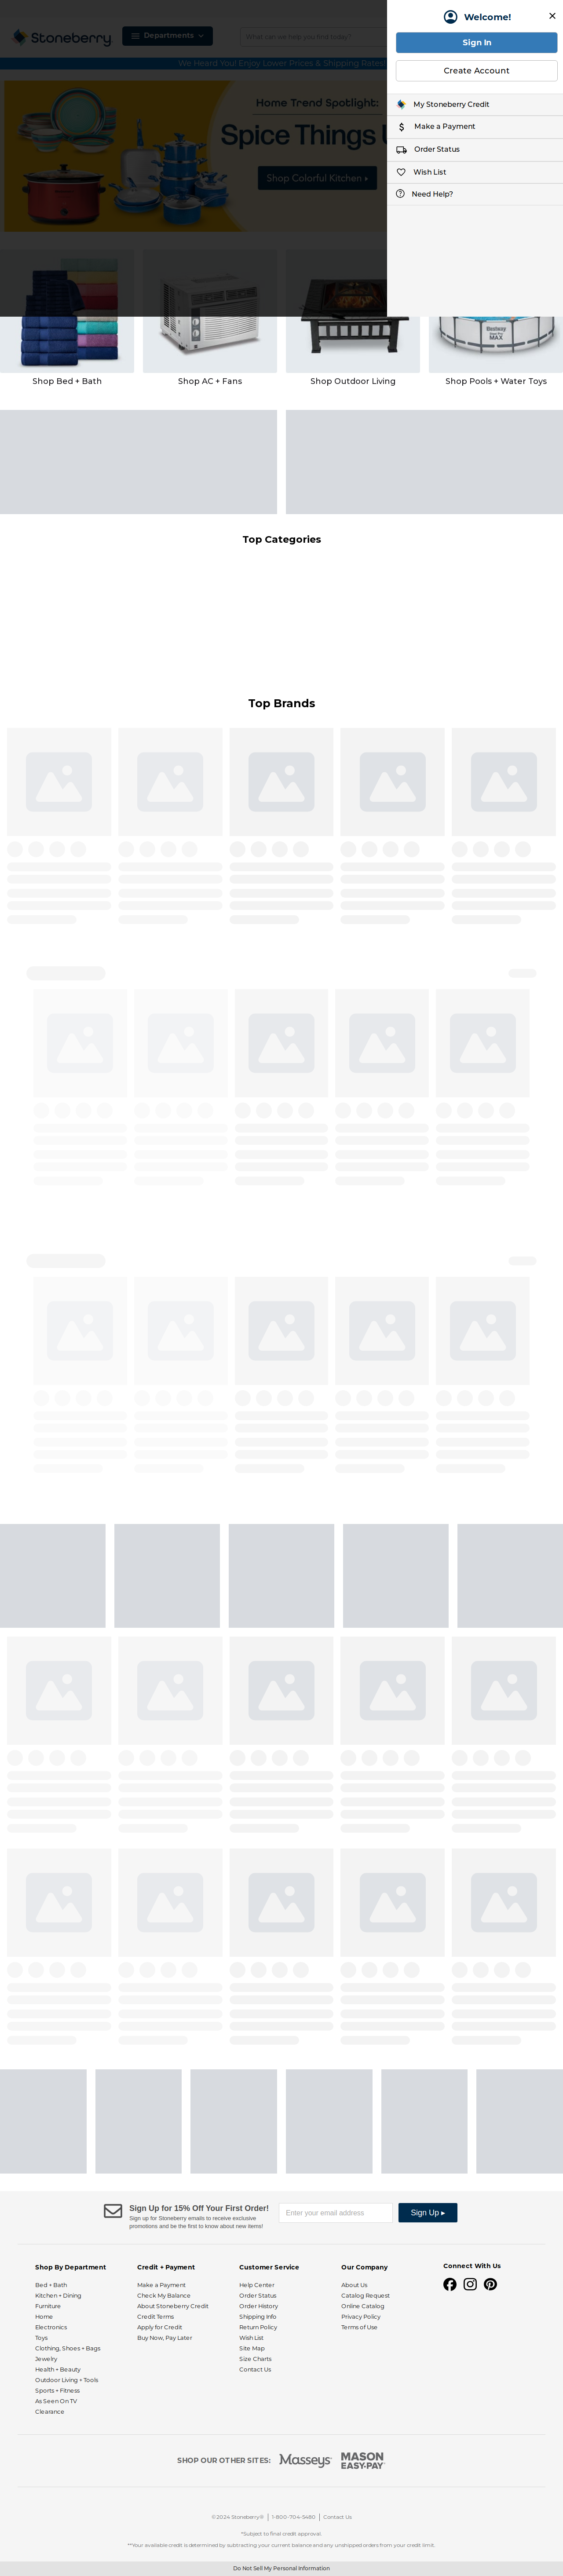 Welcome!
Sign In
Create Account
My Stoneberry Credit
Make a Payment
Order Status
Wish List
Need Help?
Stoneberry
Departments
What can we help you find today?
We Heard You! Enjoy Lower Prices & Shipping Rates!
Home Trend Spotlight:
Spice Things U
Shop Colorful Kitchen ▸
Bestway
MAX
Shop Bed + Bath
Shop AC + Fans
Shop Outdoor Living
Shop Pools + Water Toys
Top Categories
Top Brands
Sign Up for 15% Off Your First Order!
Sign up for Stoneberry emails to receive exclusive
promotions and be the first to know about new items!
Enter your email address
Sign Up ▸
Shop By Department
Bed + Bath
Kitchen + Dining
Furniture
Home
Electronics
Toys
Clothing, Shoes + Bags
Jewelry
Health + Beauty
Outdoor Living + Tools
Sports + Fitness
As Seen On TV
Clearance
Credit + Payment
Make a Payment
Check My Balance
About Stoneberry Credit
Credit Terms
Apply for Credit
Buy Now, Pay Later
Customer Service
Help Center
Order Status
Order History
Shipping Info
Return Policy
Wish List
Site Map
Size Charts
Contact Us
Our Company
About Us
Catalog Request
Online Catalog
Privacy Policy
Terms of Use
Connect With Us
SHOP OUR OTHER SITES:
Masseys
MASON
EASY-PAY
©2024 Stoneberry® | 1-800-704-5480 | Contact Us
*Subject to final credit approval.
**Your available credit is determined by subtracting your current balance and any unshipped orders from your credit limit.
Do Not Sell My Personal Information